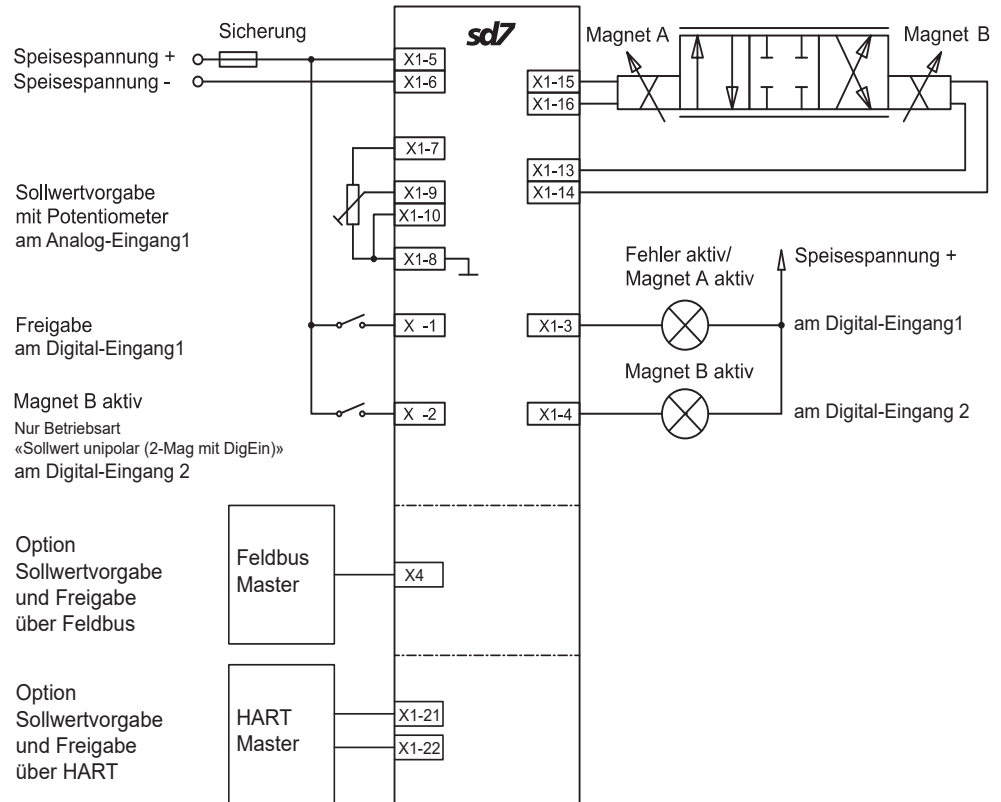 sd7
Sicherung
Speisespannung +
Speisespannung -
X1-5
X1-6
X1-7
X1-9
X1-10
X1-8
Sollwertvorgabe
mit Potentiometer
am Analog-Eingang1
Freigabe
am Digital-Eingang1
X -1
Magnet B aktiv
Nur Betriebsart
«Sollwert unipolar (2-Mag mit DigEin)»
am Digital-Eingang 2
X -2
Magnet A
Magnet B
X1-15
X1-16
X1-13
X1-14
Fehler aktiv/
Magnet A aktiv
Speisespannung +
X1-3
am Digital-Eingang1
Magnet B aktiv
X1-4
am Digital-Eingang 2
Option
Sollwertvorgabe
und Freigabe
über Feldbus
Feldbus
Master
X4
Option
Sollwertvorgabe
und Freigabe
über HART
HART
Master
X1-21
X1-22